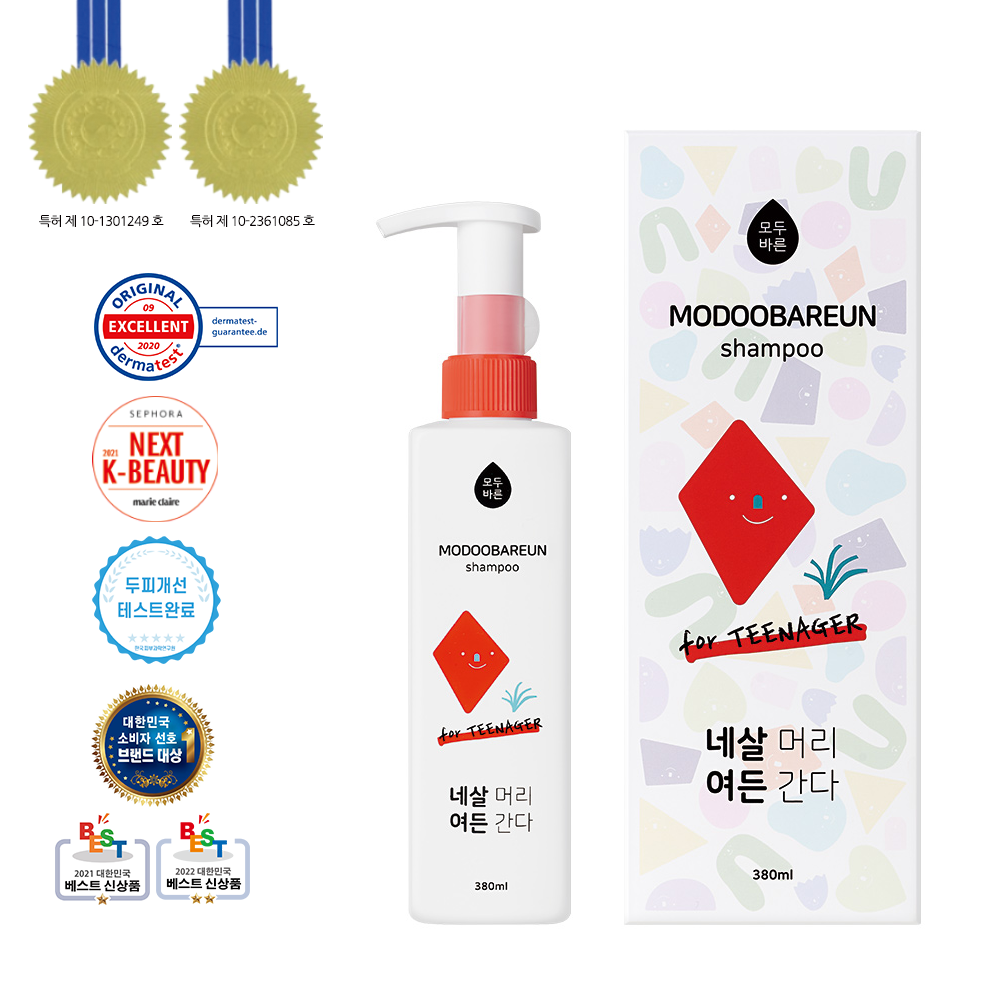 특허 제 10-1301249 호
특허 제 10-2361085 호
ORIGINAL
09
EXCELLENT
2020
dermatest®
dermatest-
guarantee.de
SEPHORA
2021
NEXT
K-BEAUTY
marie claire
두피개선
테스트완료
한국피부과학연구원
대한민국
소비자 선호
브랜드 대상
1
BEST
2021 대한민국
베스트 신상품
BEST
2022 대한민국
베스트 신상품
모두
바른
MODOOBAREUN
shampoo
for TEENAGER
네살 머리
여든 간다
380ml
모두
바른
MODOOBAREUN
shampoo
for TEENAGER
네살 머리
여든 간다
380ml